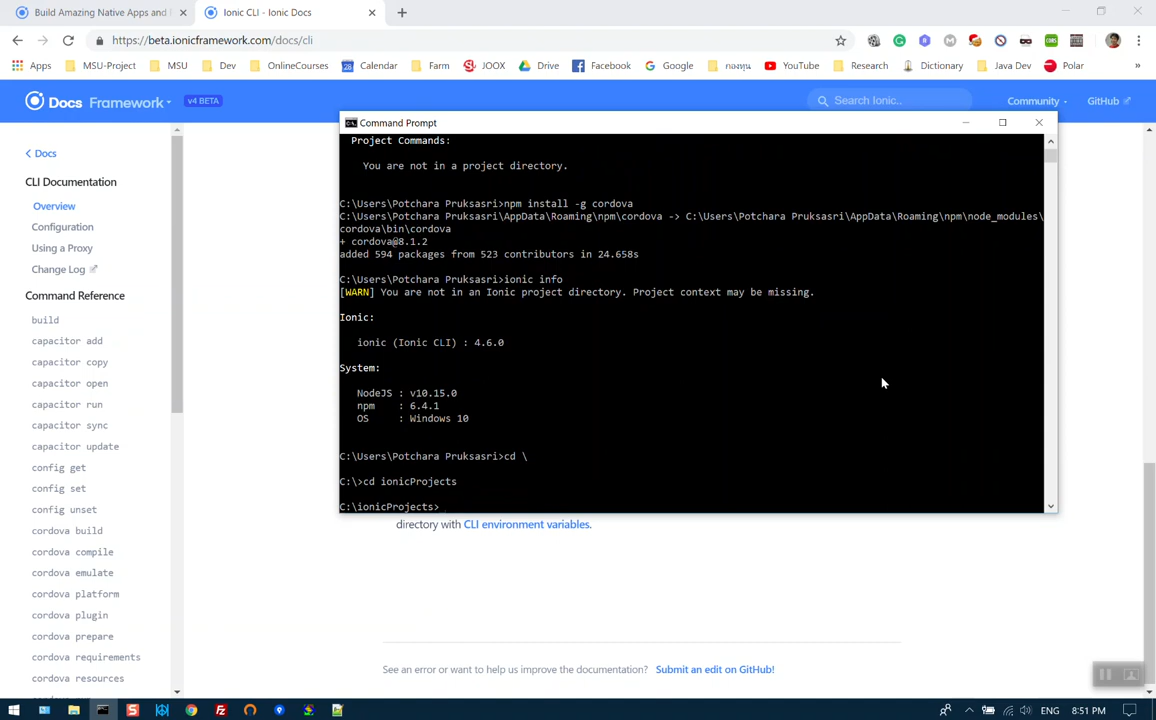 Build Amazing Native Apps and
Ionic CLI - Ionic Docs
https://beta.ionicframework.com/docs/cli
Apps
MSU-Project
MSU
Dev
OnlineCourses
Calendar
Farm
JOOX
Drive
Facebook
Google
กองทุน
YouTube
Research
Dictionary
Java Dev
Polar
»
Docs Framework
v4 BETA
Search Ionic..
Community
GitHub
Docs
CLI Documentation
Overview
Configuration
Using a Proxy
Change Log
Command Reference
build
capacitor add
capacitor copy
capacitor open
capacitor run
capacitor sync
capacitor update
config get
config set
config unset
cordova build
cordova compile
cordova emulate
cordova platform
cordova plugin
cordova prepare
cordova requirements
cordova resources
Command Prompt
Project Commands:
You are not in a project directory.
C:\Users\Potchara Pruksasri>npm install -g cordova
C:\Users\Potchara Pruksasri\AppData\Roaming\npm\cordova -> C:\Users\Potchara Pruksasri\AppData\Roaming\npm\node_modules\
cordova\bin\cordova
+ cordova@8.1.2
added 594 packages from 523 contributors in 24.658s
C:\Users\Potchara Pruksasri>ionic info
[WARN] You are not in an Ionic project directory. Project context may be missing.
Ionic:
ionic (Ionic CLI) : 4.6.0
System:
NodeJS : v10.15.0
npm : 6.4.1
OS : Windows 10
C:\Users\Potchara Pruksasri>cd \
C:\>cd ionicProjects
C:\ionicProjects>
directory with CLI environment variables.
See an error or want to help us improve the documentation? Submit an edit on GitHub!
ENG
8:51 PM